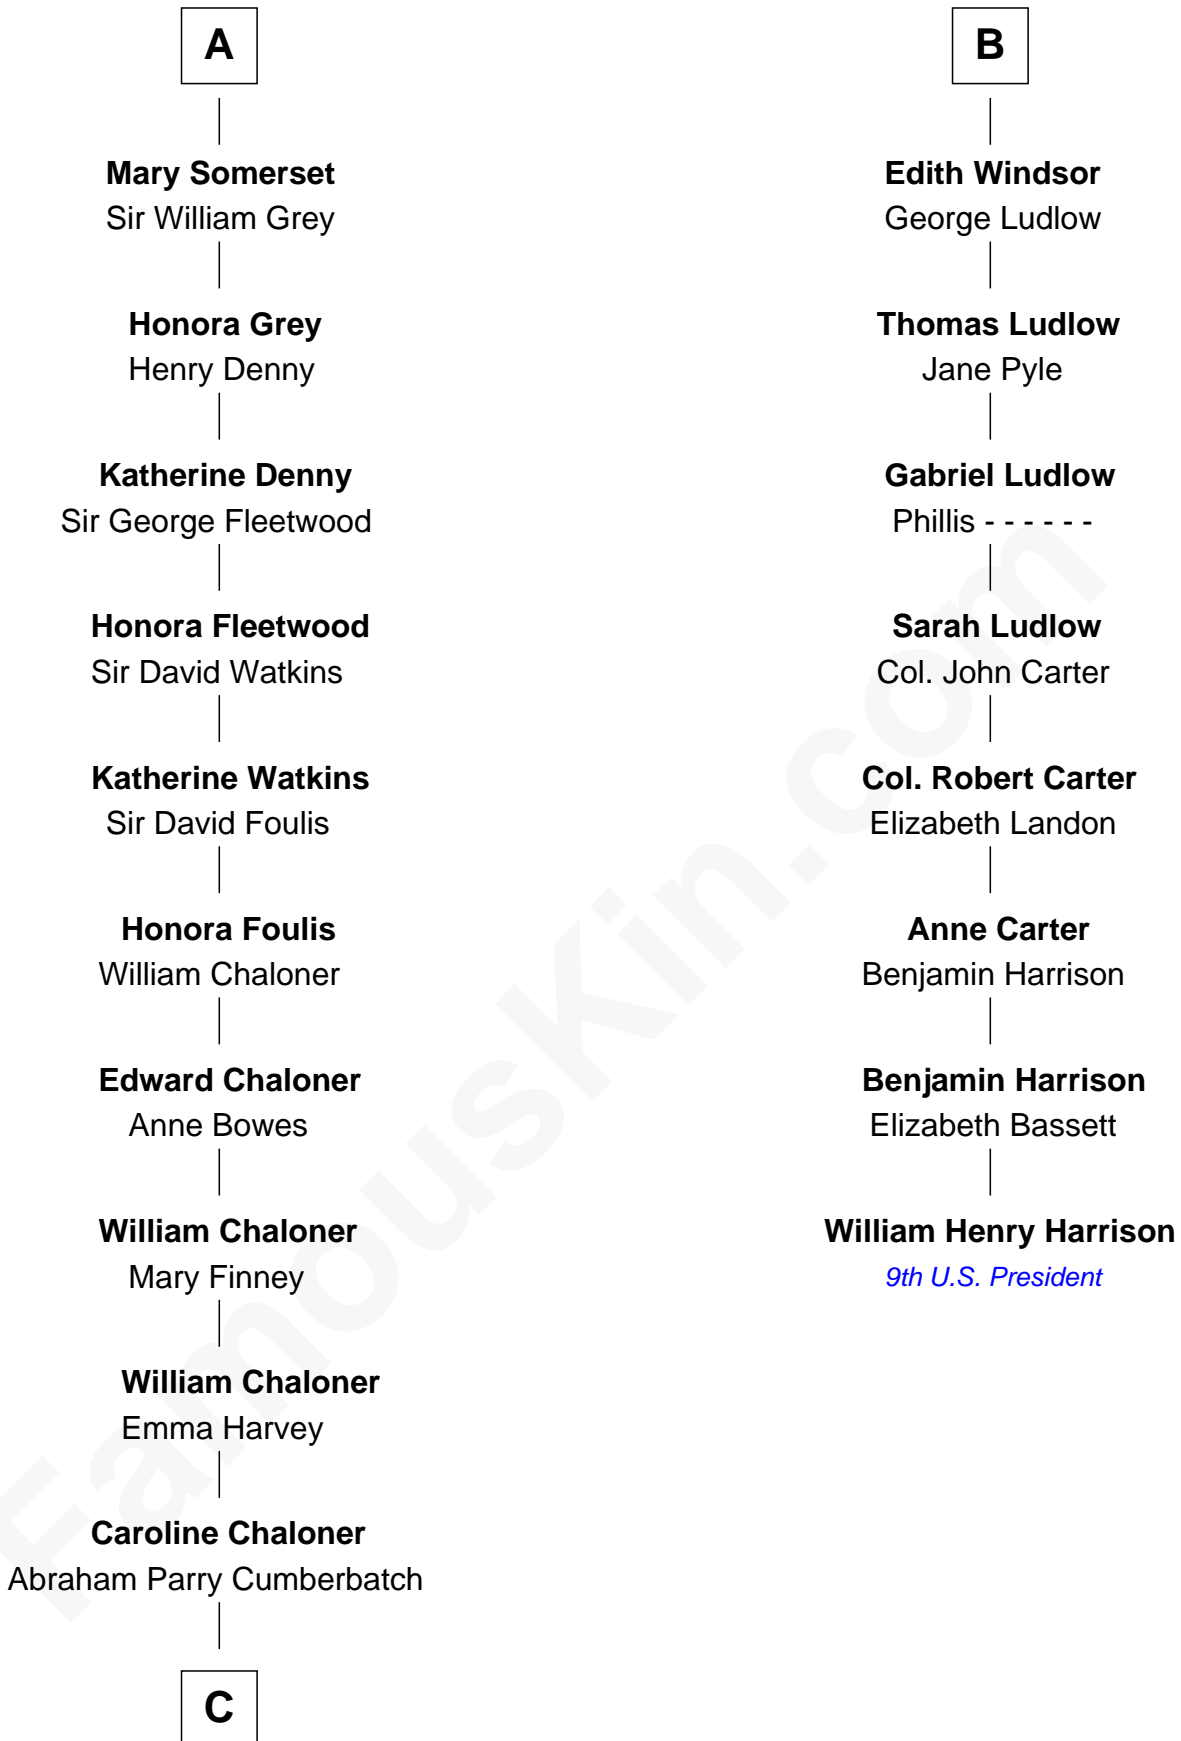 A
Mary Somerset
Sir William Grey
Honora Grey
Henry Denny
Katherine Denny
Sir George Fleetwood
Honora Fleetwood
Sir David Watkins
Katherine Watkins
Sir David Foulis
Honora Foulis
William Chaloner
Edward Chaloner
Anne Bowes
William Chaloner
Mary Finney
William Chaloner
Emma Harvey
Caroline Chaloner
Abraham Parry Cumberbatch
C
B
Edith Windsor
George Ludlow
Thomas Ludlow
Jane Pyle
Gabriel Ludlow
Phillis - - - - - -
Sarah Ludlow
Col. John Carter
Col. Robert Carter
Elizabeth Landon
Anne Carter
Benjamin Harrison
Benjamin Harrison
Elizabeth Bassett
William Henry Harrison
9th U.S. President
FamousKin.com